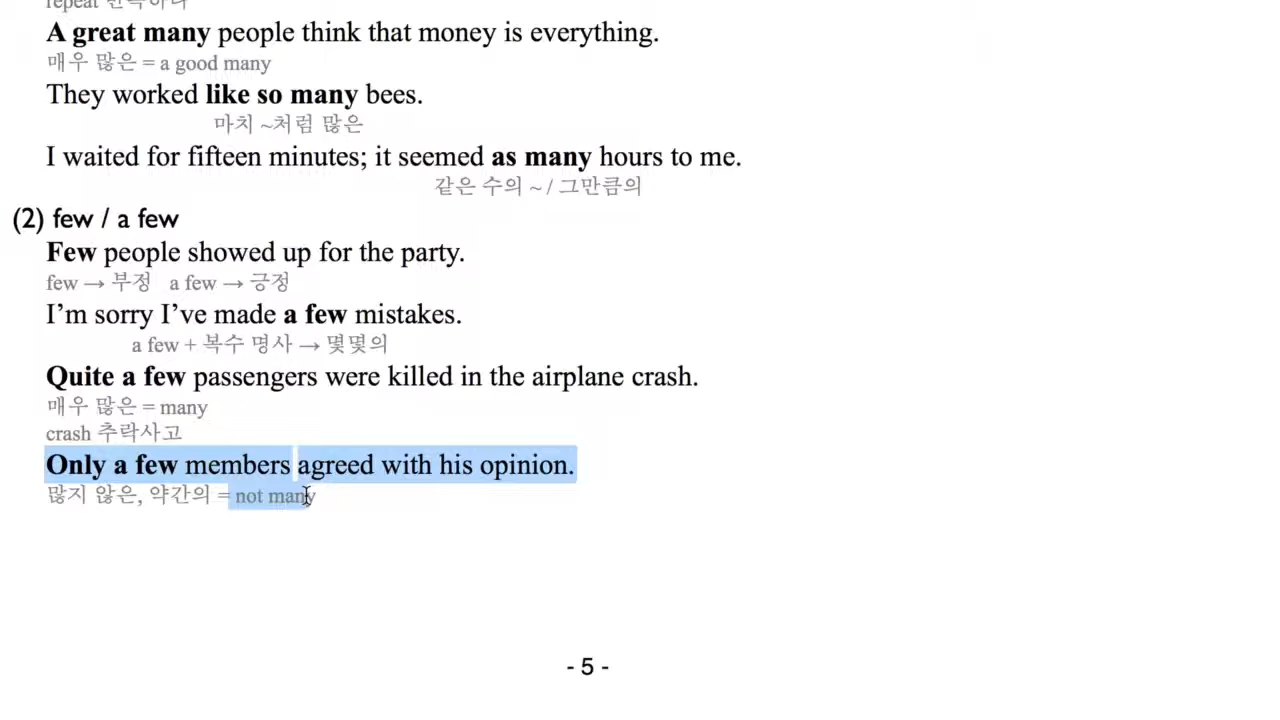 repeat 반복하다
A great many people think that money is everything.
매우 많은 = a good many
They worked like so many bees.
마치 ~처럼 많은
I waited for fifteen minutes; it seemed as many hours to me.
같은 수의 ~ / 그만큼의
(2) few / a few
Few people showed up for the party.
few → 부정 a few → 긍정
I’m sorry I’ve made a few mistakes.
a few + 복수 명사 → 몇몇의
Quite a few passengers were killed in the airplane crash.
매우 많은 = many
crash 추락사고
Only a few members agreed with his opinion.
많지 않은, 약간의 = not many
- 5 -